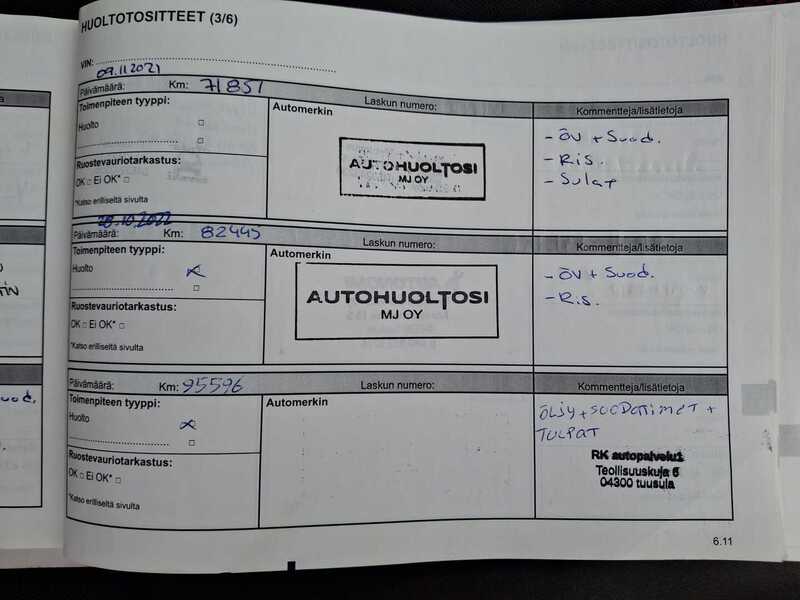 HUOLTOTOSITTEET (3/6)
VIN:
09.11.2021
Päivämäärä: Km: 71851
Laskun numero:
Kommentteja/lisätietoja
Toimenpiteen tyyppi:
Huolto
Ruostevauriotarkastus:
OK Ei OK*
*Katso erilliseltä sivulta
Automerkin
AUTOHUOLTOSI
MJ OY
- ÖV + Suod.
- Ris.
- Sulat
28.10.2022
Päivämäärä: Km: 82445
Laskun numero:
Kommentteja/lisätietoja
Toimenpiteen tyyppi:
Huolto
Ruostevauriotarkastus:
OK Ei OK*
*Katso erilliseltä sivulta
Automerkin
AUTOHUOLTOSI
MJ OY
- ÖV + Suod.
- Ris.
Päivämäärä: Km: 95596
Laskun numero:
Kommentteja/lisätietoja
Toimenpiteen tyyppi:
Huolto
Ruostevauriotarkastus:
OK Ei OK*
*Katso erilliseltä sivulta
Automerkin
ÖLJY + SUODATIMET +
TULPAT
RK autopalvelut
Teollisuuskuja 6
04300 tuusula
6.11